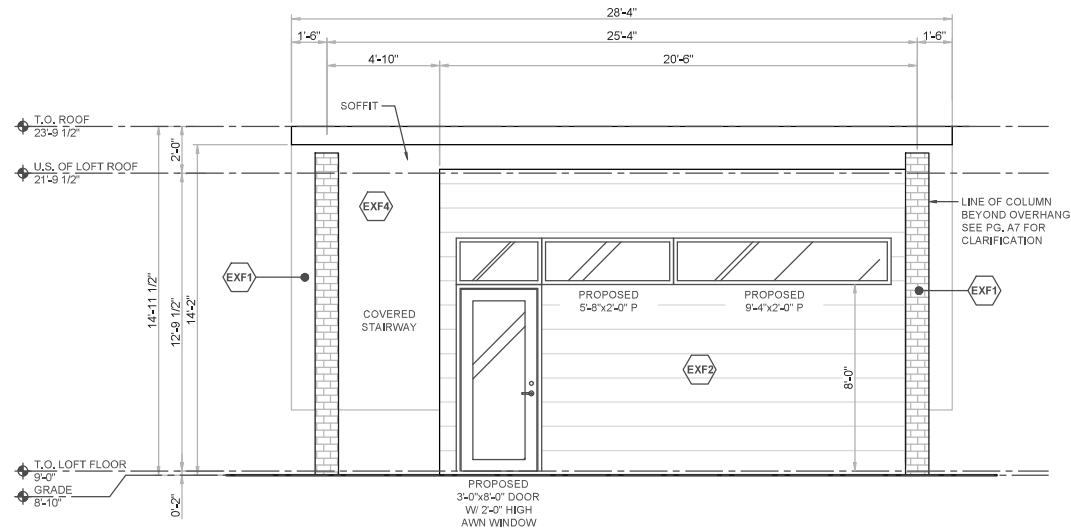 28'-4"
1'-6"
25'-4"
1'-6"
4'-10"
20'-6"
SOFFIT
T.O. ROOF
23'-9 1/2"
2'-0"
U.S. OF LOFT ROOF
21'-9 1/2"
EXF4
LINE OF COLUMN
BEYOND OVERHANG
SEE PG. A7 FOR
CLARIFICATION
EXF1
EXF1
14'-11 1/2"
12'-9 1/2"
14'-2"
PROPOSED
5'-8"x2'-0" P
PROPOSED
9'-4"x2'-0" P
COVERED
STAIRWAY
EXF2
8'-0"
T.O. LOFT FLOOR
9'-0"
GRADE
8'-10"
0'-2"
PROPOSED
3'-0"x8'-0" DOOR
W/ 2'-0" HIGH
AWN WINDOW